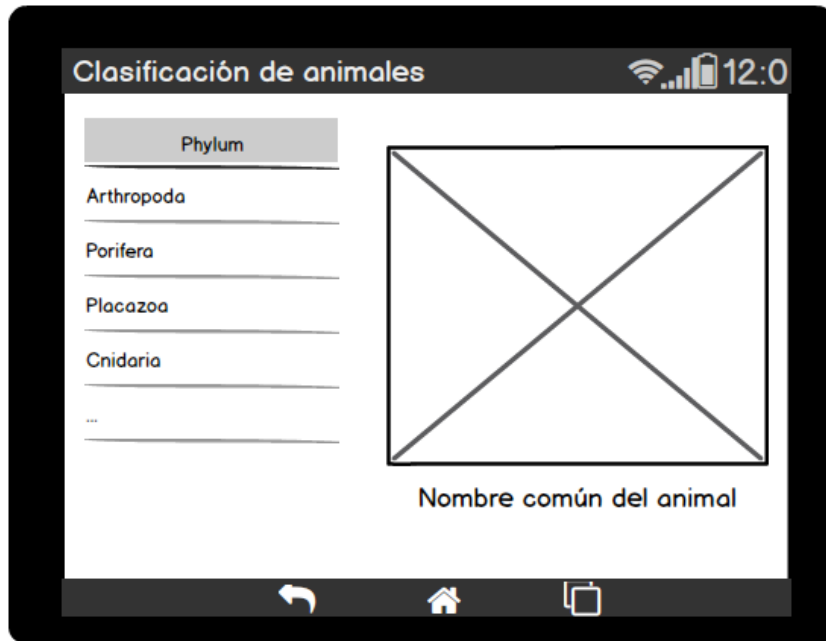 Clasificación de animales 12:0
Phylum
Arthropoda
Porifera
Placazoa
Cnidaria
...
Nombre común del animal